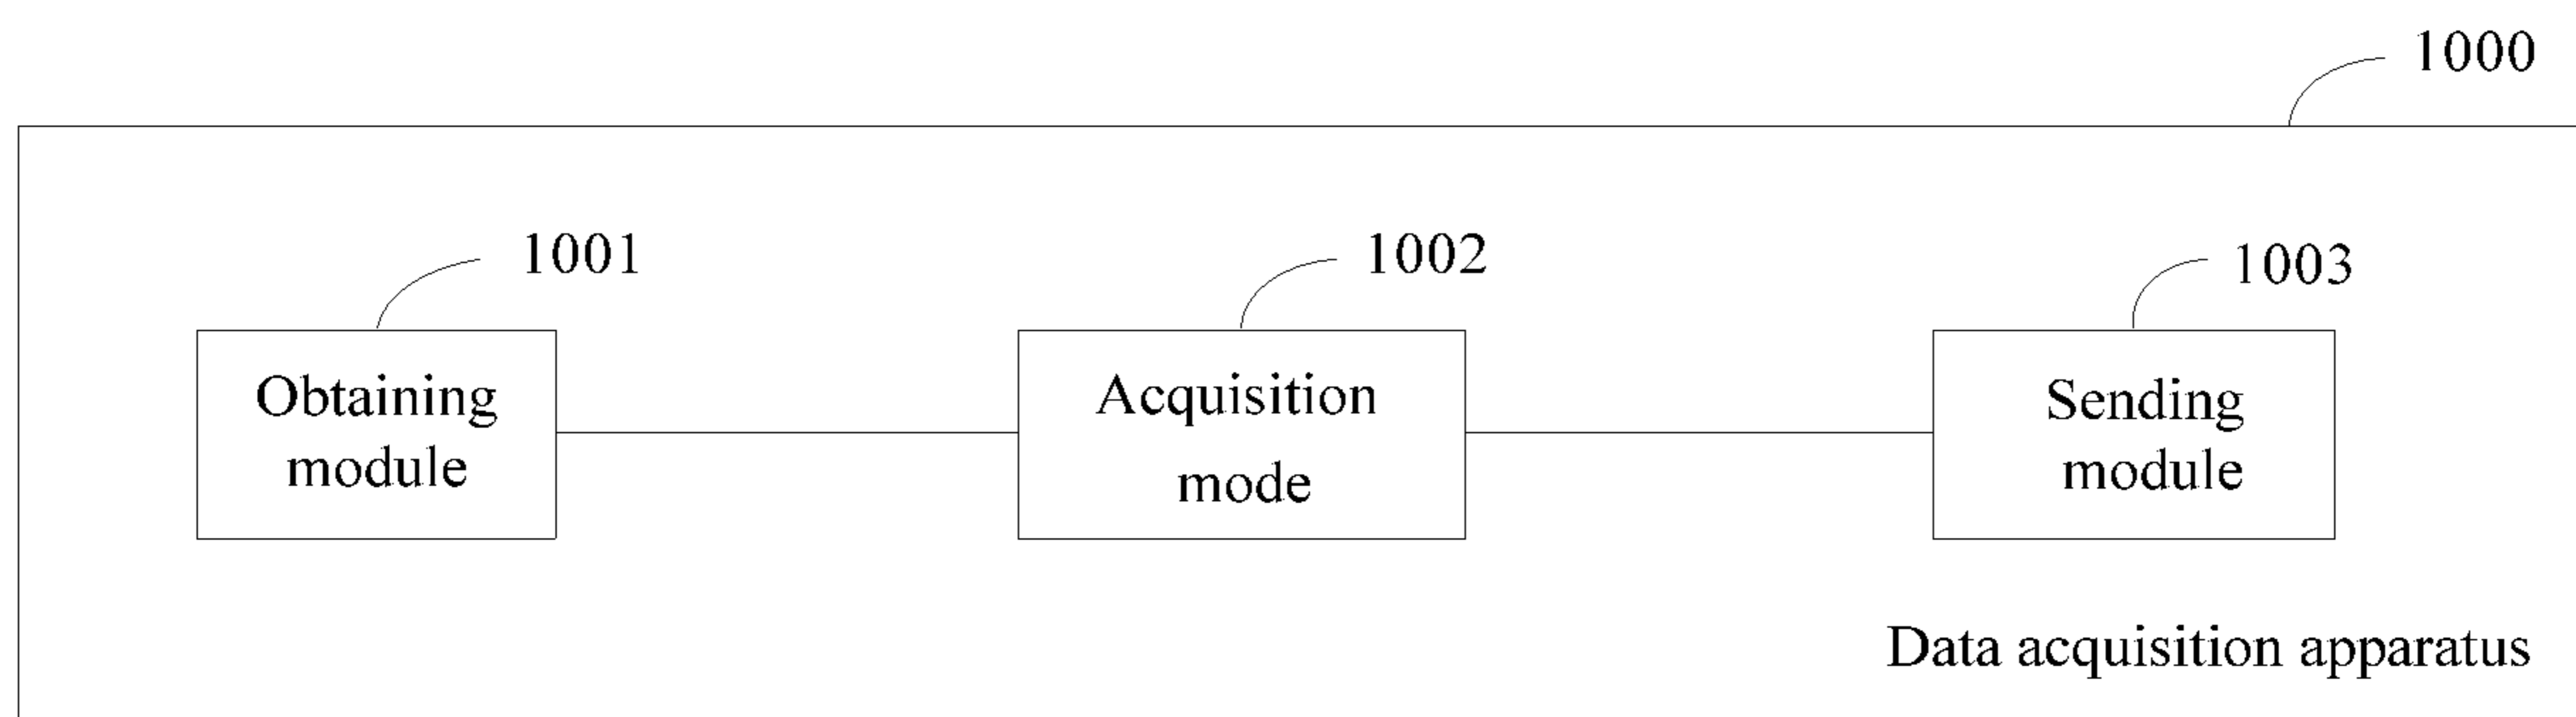 1000
1001
1002
1003
Obtaining
module
Acquisition
mode
Sending
module
Data acquisition apparatus